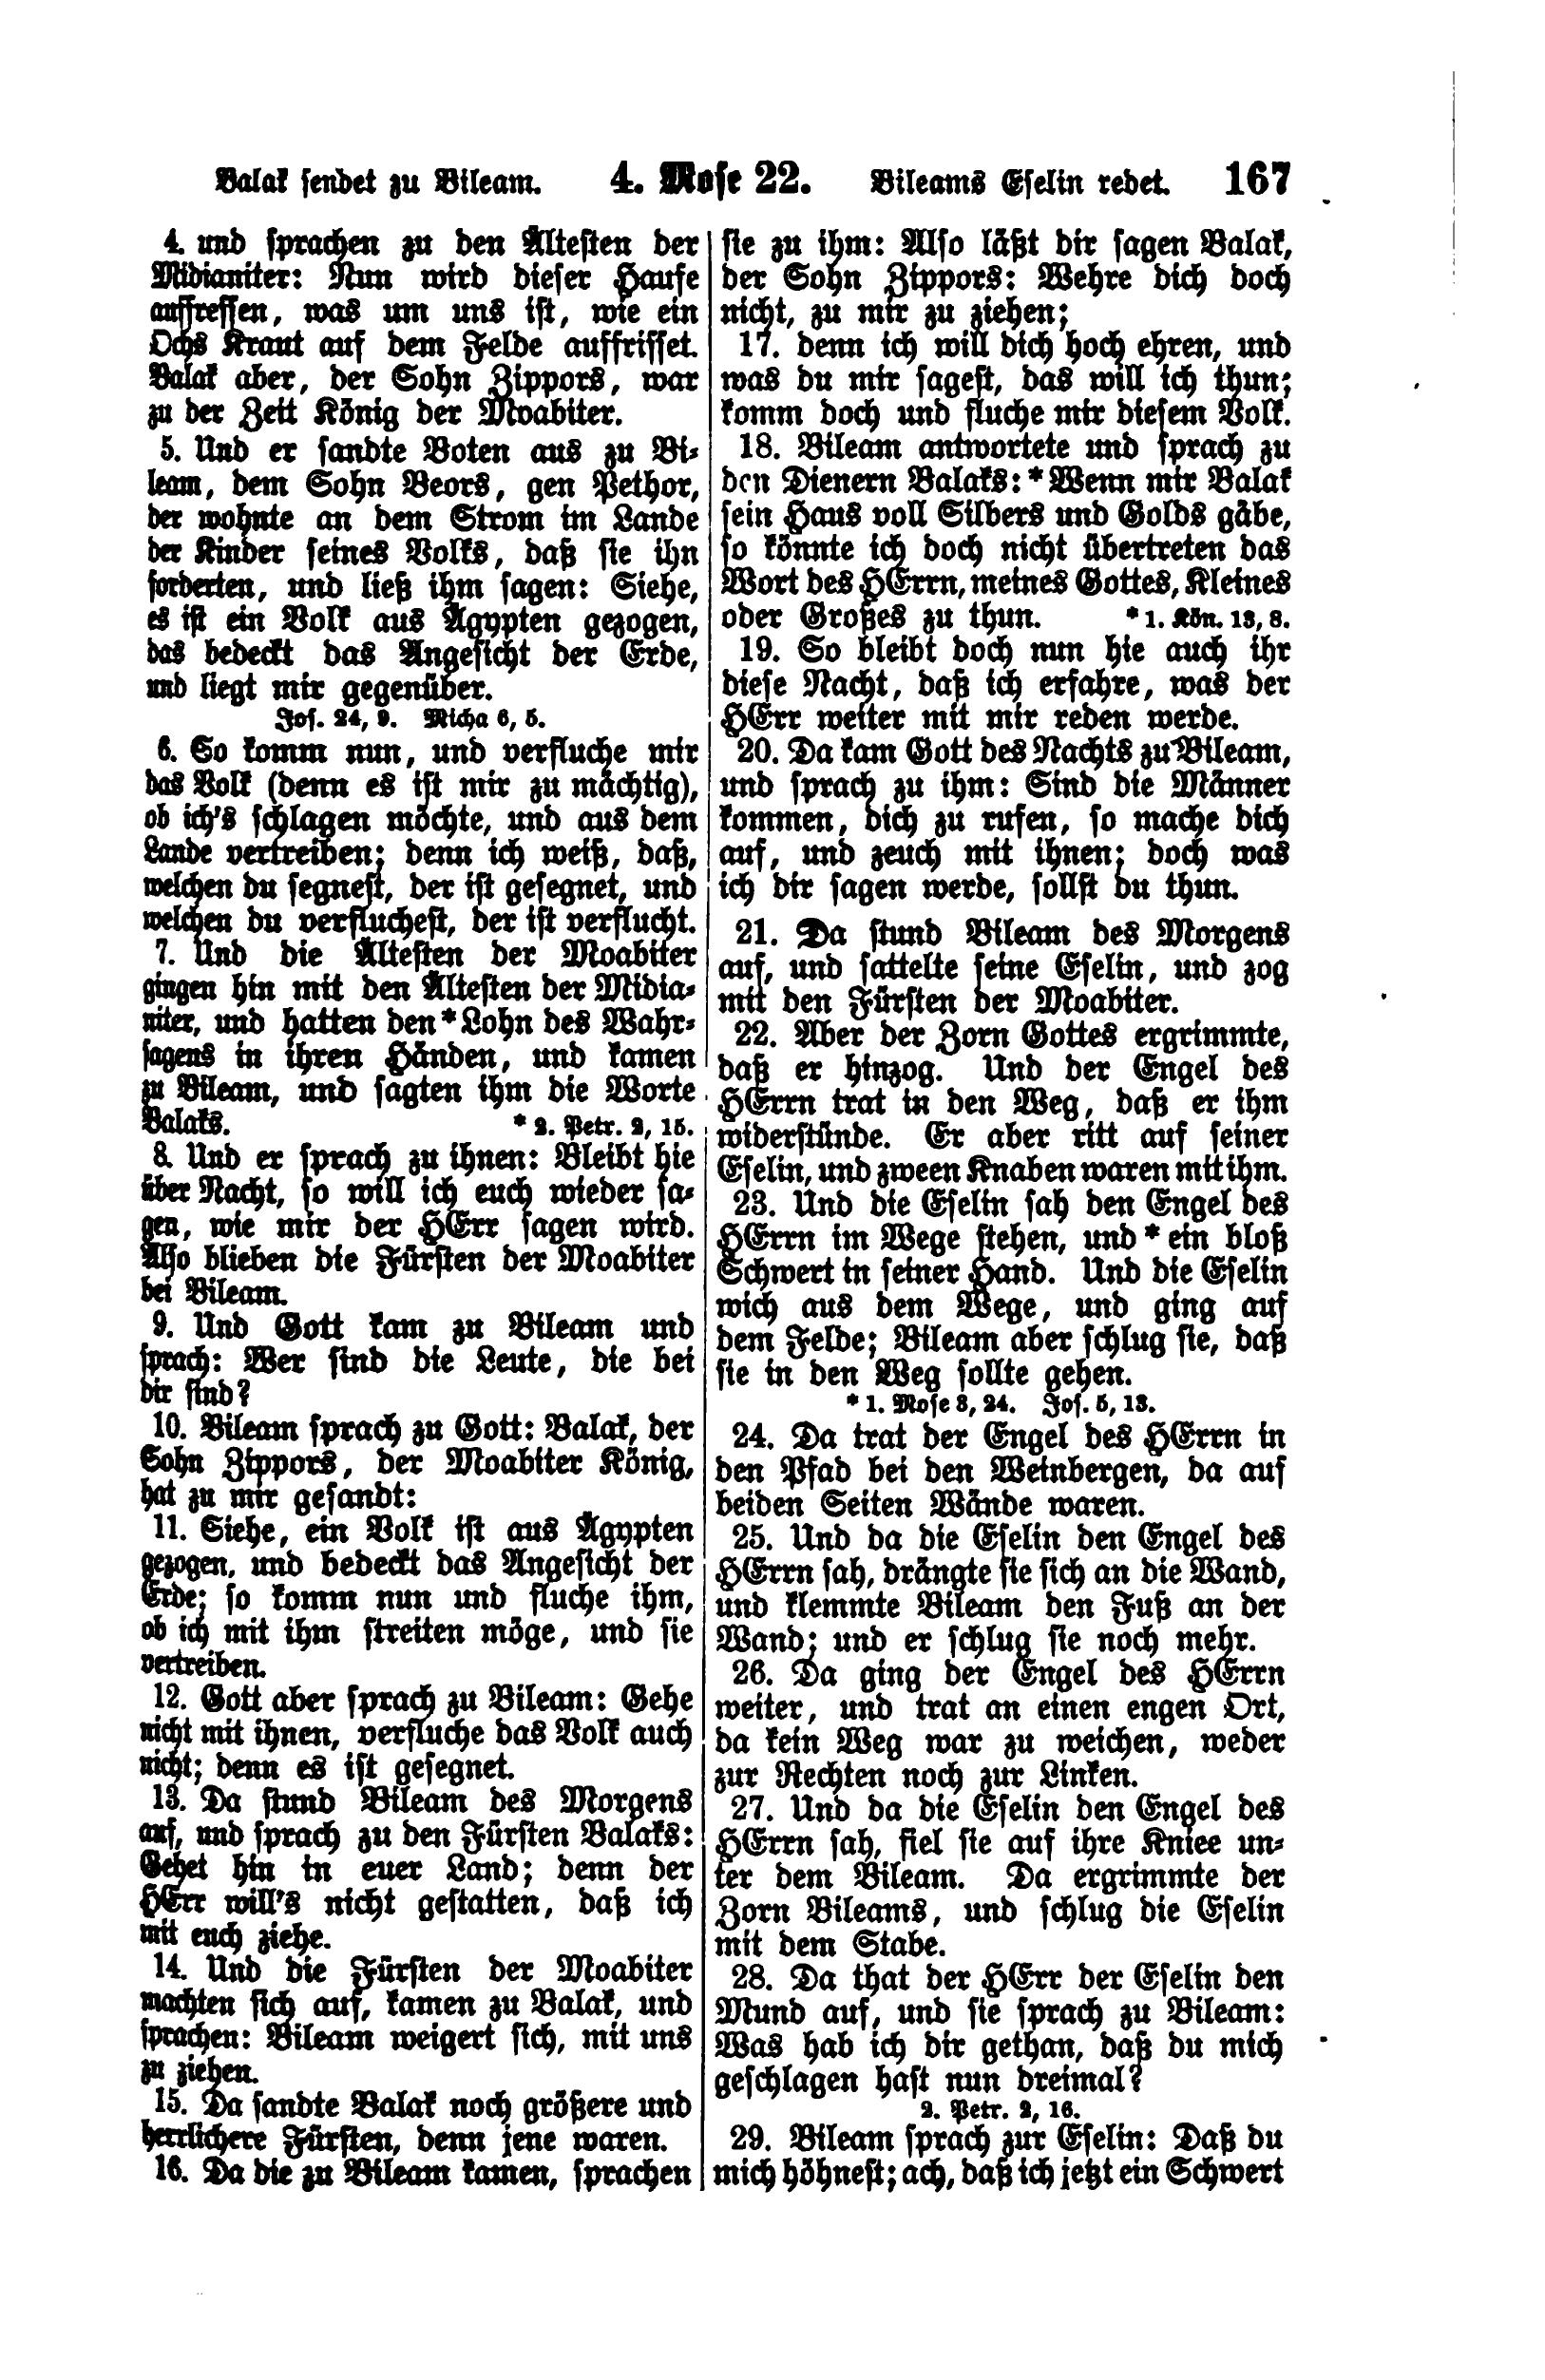 Balak sendet zu Bileam. 4. Mose 22. Bileams Eselin redet. 167
4. und sprachen zu den Ältesten der
Midianiter: Nun wird dieser Haufe
auffressen, was um uns ist, wie ein
Ochs Kraut auf dem Felde auffrisset.
Balak aber, der Sohn Zippors, war
zu der Zeit König der Moabiter.
5. Und er sandte Boten aus zu Bi-
leam, dem Sohn Beors, gen Pethor,
der wohnte an dem Strom im Lande
der Kinder seines Volks, daß sie ihn
forderten, und ließ ihm sagen: Siehe,
es ist ein Volk aus Ägypten gezogen,
das bedeckt das Angesicht der Erde,
und liegt mir gegenüber.
Jos. 24, 9. Micha 6, 5.
6. So komm nun, und verfluche mir
das Volk (denn es ist mir zu mächtig),
ob ich's schlagen möchte, und aus dem
Lande vertreiben; denn ich weiß, daß,
welchen du segnest, der ist gesegnet, und
welchen du verfluchest, der ist verflucht.
7. Und die Ältesten der Moabiter
gingen hin mit den Ältesten der Midia-
niter, und hatten den * Lohn des Wahr-
sagens in ihren Händen, und kamen
zu Bileam, und sagten ihm die Worte
Balaks. * 2. Petr. 2, 15.
8. Und er sprach zu ihnen: Bleibt hie
über Nacht, so will ich euch wieder sa-
gen, wie mir der HErr sagen wird.
Also blieben die Fürsten der Moabiter
bei Bileam.
9. Und Gott kam zu Bileam und
sprach: Wer sind die Leute, die bei
dir sind?
10. Bileam sprach zu Gott: Balak, der
Sohn Zippors, der Moabiter König,
hat zu mir gesandt:
11. Siehe, ein Volk ist aus Ägypten
gezogen, und bedeckt das Angesicht der
Erde; so komm nun und fluche ihm,
ob ich mit ihm streiten möge, und sie
vertreiben.
12. Gott aber sprach zu Bileam: Gehe
nicht mit ihnen, verfluche das Volk auch
nicht; denn es ist gesegnet.
13. Da stund Bileam des Morgens
auf, und sprach zu den Fürsten Balaks:
Gehet hin in euer Land; denn der
HErr will's nicht gestatten, daß ich
mit euch ziehe.
14. Und die Fürsten der Moabiter
machten sich auf, kamen zu Balak, und
sprachen: Bileam weigert sich, mit uns
zu ziehen.
15. Da sandte Balak noch größere und
herrlichere Fürsten, denn jene waren.
16. Da die zu Bileam kamen, sprachen
sie zu ihm: Also läßt dir sagen Balak,
der Sohn Zippors: Wehre dich doch
nicht, zu mir zu ziehen;
17. denn ich will dich hoch ehren, und
was du mir sagest, das will ich thun;
komm doch und fluche mir diesem Volk.
18. Bileam antwortete und sprach zu
den Dienern Balaks: * Wenn mir Balak
sein Haus voll Silbers und Golds gäbe,
so könnte ich doch nicht übertreten das
Wort des HErrn, meines Gottes, Kleines
oder Großes zu thun. * 1. Kön. 13, 8.
19. So bleibt doch nun hie auch ihr
diese Nacht, daß ich erfahre, was der
HErr weiter mit mir reden werde.
20. Da kam Gott des Nachts zu Bileam,
und sprach zu ihm: Sind die Männer
kommen, dich zu rufen, so mache dich
auf, und zeuch mit ihnen; doch was
ich dir sagen werde, sollst du thun.
21. Da stund Bileam des Morgens
auf, und sattelte seine Eselin, und zog
mit den Fürsten der Moabiter.
22. Aber der Zorn Gottes ergrimmte,
daß er hinzog. Und der Engel des
HErrn trat in den Weg, daß er ihm
widerstünde. Er aber ritt auf seiner
Eselin, und zween Knaben waren mit ihm.
23. Und die Eselin sah den Engel des
HErrn im Wege stehen, und * ein bloß
Schwert in seiner Hand. Und die Eselin
wich aus dem Wege, und ging auf
dem Felde; Bileam aber schlug sie, daß
sie in den Weg sollte gehen.
* 1. Mose 3, 24. Jos. 5, 13.
24. Da trat der Engel des HErrn in
den Pfad bei den Weinbergen, da auf
beiden Seiten Wände waren.
25. Und da die Eselin den Engel des
HErrn sah, drängte sie sich an die Wand,
und klemmte Bileam den Fuß an der
Wand; und er schlug sie noch mehr.
26. Da ging der Engel des HErrn
weiter, und trat an einen engen Ort,
da kein Weg war zu weichen, weder
zur Rechten noch zur Linken.
27. Und da die Eselin den Engel des
HErrn sah, fiel sie auf ihre Kniee un-
ter dem Bileam. Da ergrimmte der
Zorn Bileams, und schlug die Eselin
mit dem Stabe.
28. Da that der HErr der Eselin den
Mund auf, und sie sprach zu Bileam:
Was hab ich dir gethan, daß du mich
geschlagen hast nun dreimal?
2. Petr. 2, 16.
29. Bileam sprach zur Eselin: Daß du
mich höhnest; ach, daß ich jetzt ein Schwert